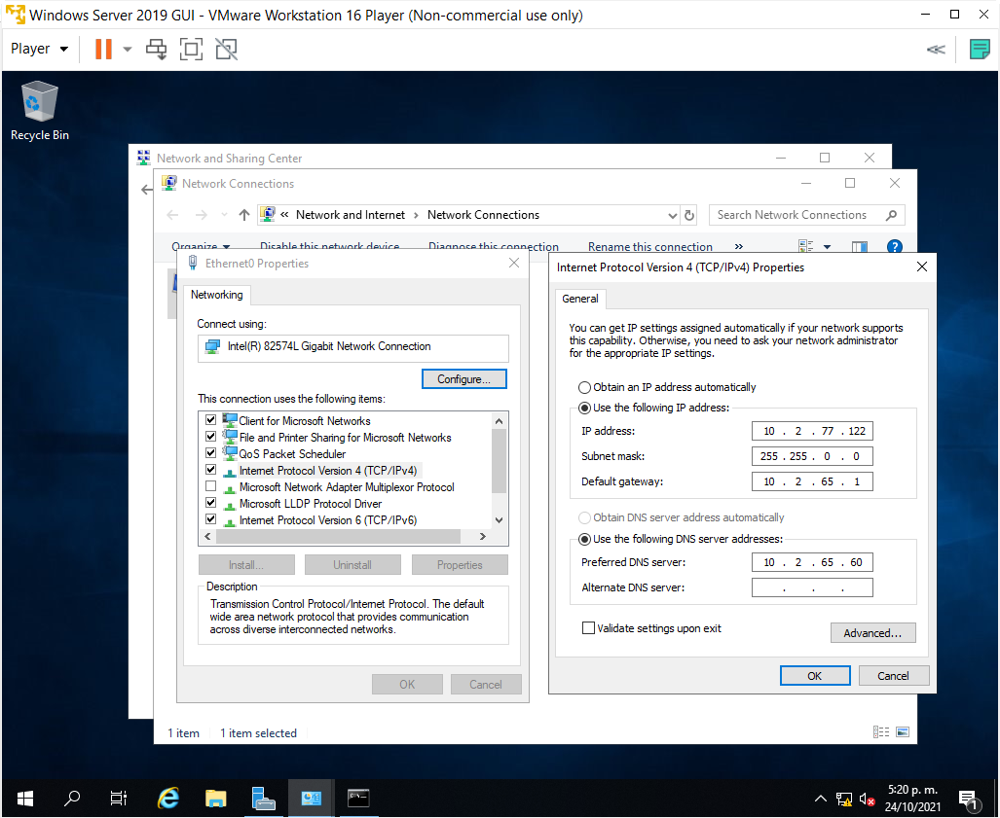 Windows Server 2019 GUI - VMware Workstation 16 Player (Non-commercial use only)
Player
Recycle Bin
Network and Sharing Center
Network Connections
« Network and Internet › Network Connections
Search Network Connections
Organize Disable this network device Diagnose this connection Rename this connection »
Ethernet0 Properties
Networking
Connect using:
Intel(R) 82574L Gigabit Network Connection
Configure...
This connection uses the following items:
Client for Microsoft Networks
File and Printer Sharing for Microsoft Networks
QoS Packet Scheduler
Internet Protocol Version 4 (TCP/IPv4)
Microsoft Network Adapter Multiplexor Protocol
Microsoft LLDP Protocol Driver
Internet Protocol Version 6 (TCP/IPv6)
Install... Uninstall Properties
Description
Transmission Control Protocol/Internet Protocol. The default
wide area network protocol that provides communication
across diverse interconnected networks.
OK Cancel
Internet Protocol Version 4 (TCP/IPv4) Properties
General
You can get IP settings assigned automatically if your network supports
this capability. Otherwise, you need to ask your network administrator
for the appropriate IP settings.
Obtain an IP address automatically
Use the following IP address:
IP address: 10 . 2 . 77 . 122
Subnet mask: 255 . 255 . 0 . 0
Default gateway: 10 . 2 . 65 . 1
Obtain DNS server address automatically
Use the following DNS server addresses:
Preferred DNS server: 10 . 2 . 65 . 60
Alternate DNS server: . . .
Validate settings upon exit
Advanced...
OK Cancel
1 item 1 item selected
5:20 p. m.
24/10/2021
1